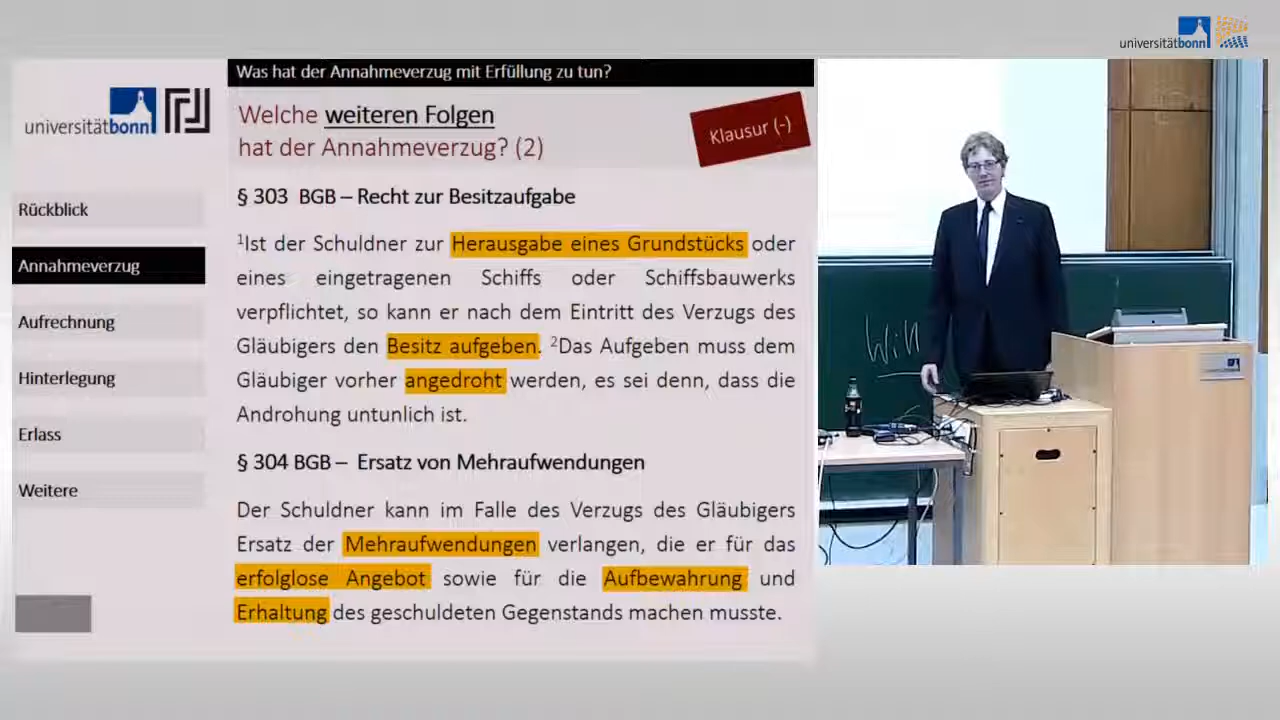 universitätbonn
Was hat der Annahmeverzug mit Erfüllung zu tun?
universitätbonn
Welche weiteren Folgen
hat der Annahmeverzug? (2)
Klausur (-)
Rückblick
Annahmeverzug
Aufrechnung
Hinterlegung
Erlass
Weitere
§ 303 BGB – Recht zur Besitzaufgabe
¹Ist der Schuldner zur Herausgabe eines Grundstücks oder
eines eingetragenen Schiffs oder Schiffsbauwerks
verpflichtet, so kann er nach dem Eintritt des Verzugs des
Gläubigers den Besitz aufgeben. ²Das Aufgeben muss dem
Gläubiger vorher angedroht werden, es sei denn, dass die
Androhung untunlich ist.
§ 304 BGB – Ersatz von Mehraufwendungen
Der Schuldner kann im Falle des Verzugs des Gläubigers
Ersatz der Mehraufwendungen verlangen, die er für das
erfolglose Angebot sowie für die Aufbewahrung und
Erhaltung des geschuldeten Gegenstands machen musste.
Will